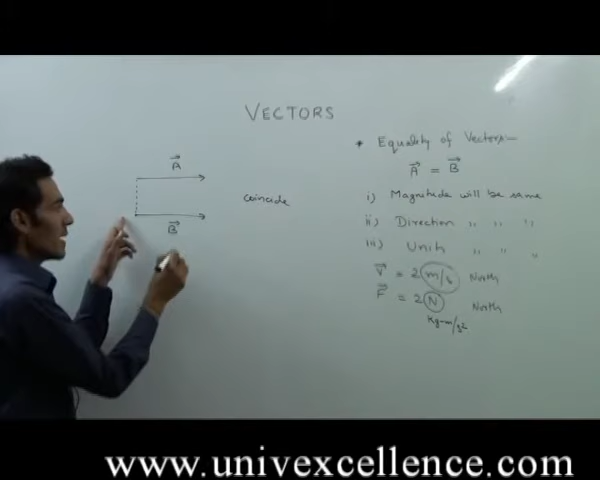 VECTORS
A
B
coincide
* Equality of Vectors:-
A = B
i) Magnitude will be same
ii) Direction " " "
iii) Units " " "
V = 2 m/s North
F = 2 N North
Kg-m/s²
www.univexcellence.com